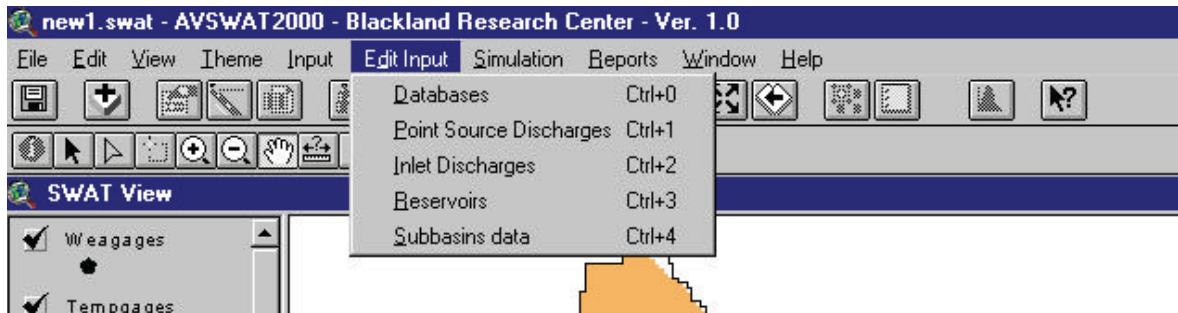 new1.swat - AVSWAT2000 - Blackland Research Center - Ver. 1.0
File Edit View Theme Input Edit Input Simulation Reports Window Help
Databases Ctrl+0
Point Source Discharges Ctrl+1
Inlet Discharges Ctrl+2
Reservoirs Ctrl+3
Subbasins data Ctrl+4
SWAT View
Weagages
Tempgages